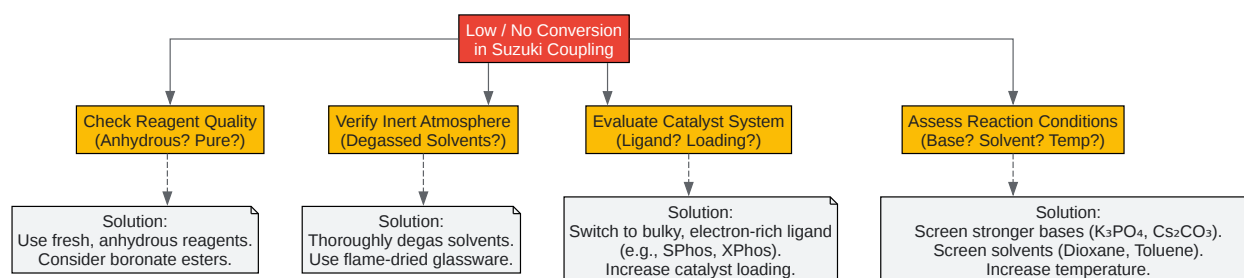 Low / No Conversion
in Suzuki Coupling
Check Reagent Quality
(Anhydrous? Pure?)
Verify Inert Atmosphere
(Degassed Solvents?)
Evaluate Catalyst System
(Ligand? Loading?)
Assess Reaction Conditions
(Base? Solvent? Temp?)
Solution:
Use fresh, anhydrous reagents.
Consider boronate esters.
Solution:
Thoroughly degas solvents.
Use flame-dried glassware.
Solution:
Switch to bulky, electron-rich ligand
(e.g., SPhos, XPhos).
Increase catalyst loading.
Solution:
Screen stronger bases (K₃PO₄, Cs₂CO₃).
Screen solvents (Dioxane, Toluene).
Increase temperature.